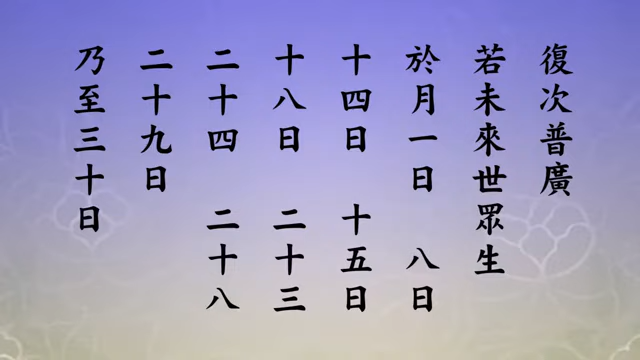 復次普廣
若未來世眾生
於月一日 八日
十四日 十五日
十八日 二十三
二十四 二十八
二十九日
乃至三十日